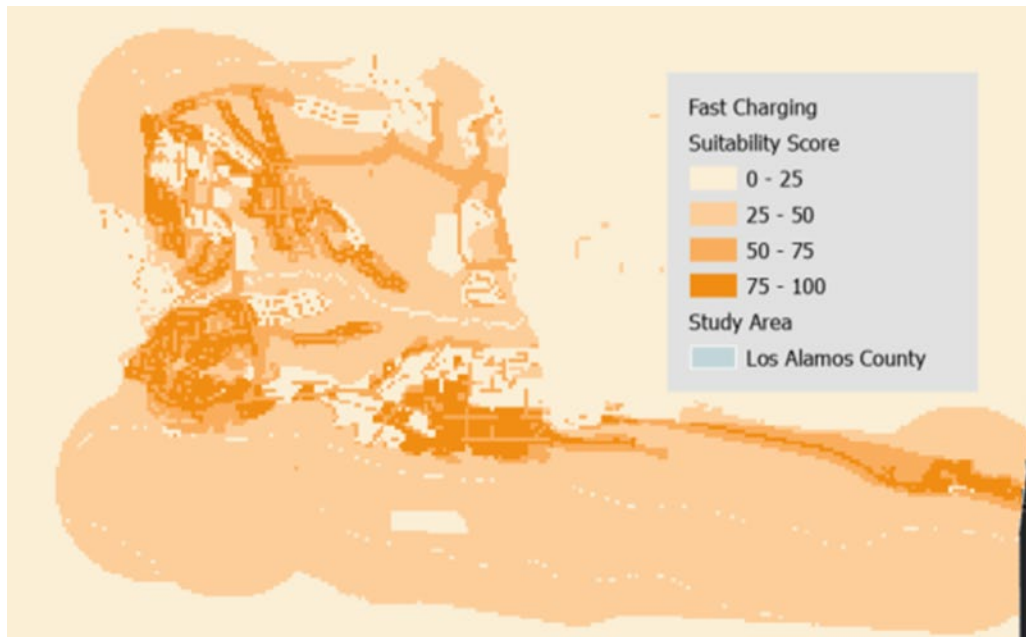 Fast Charging
Suitability Score
0 - 25
25 - 50
50 - 75
75 - 100
Study Area
Los Alamos County